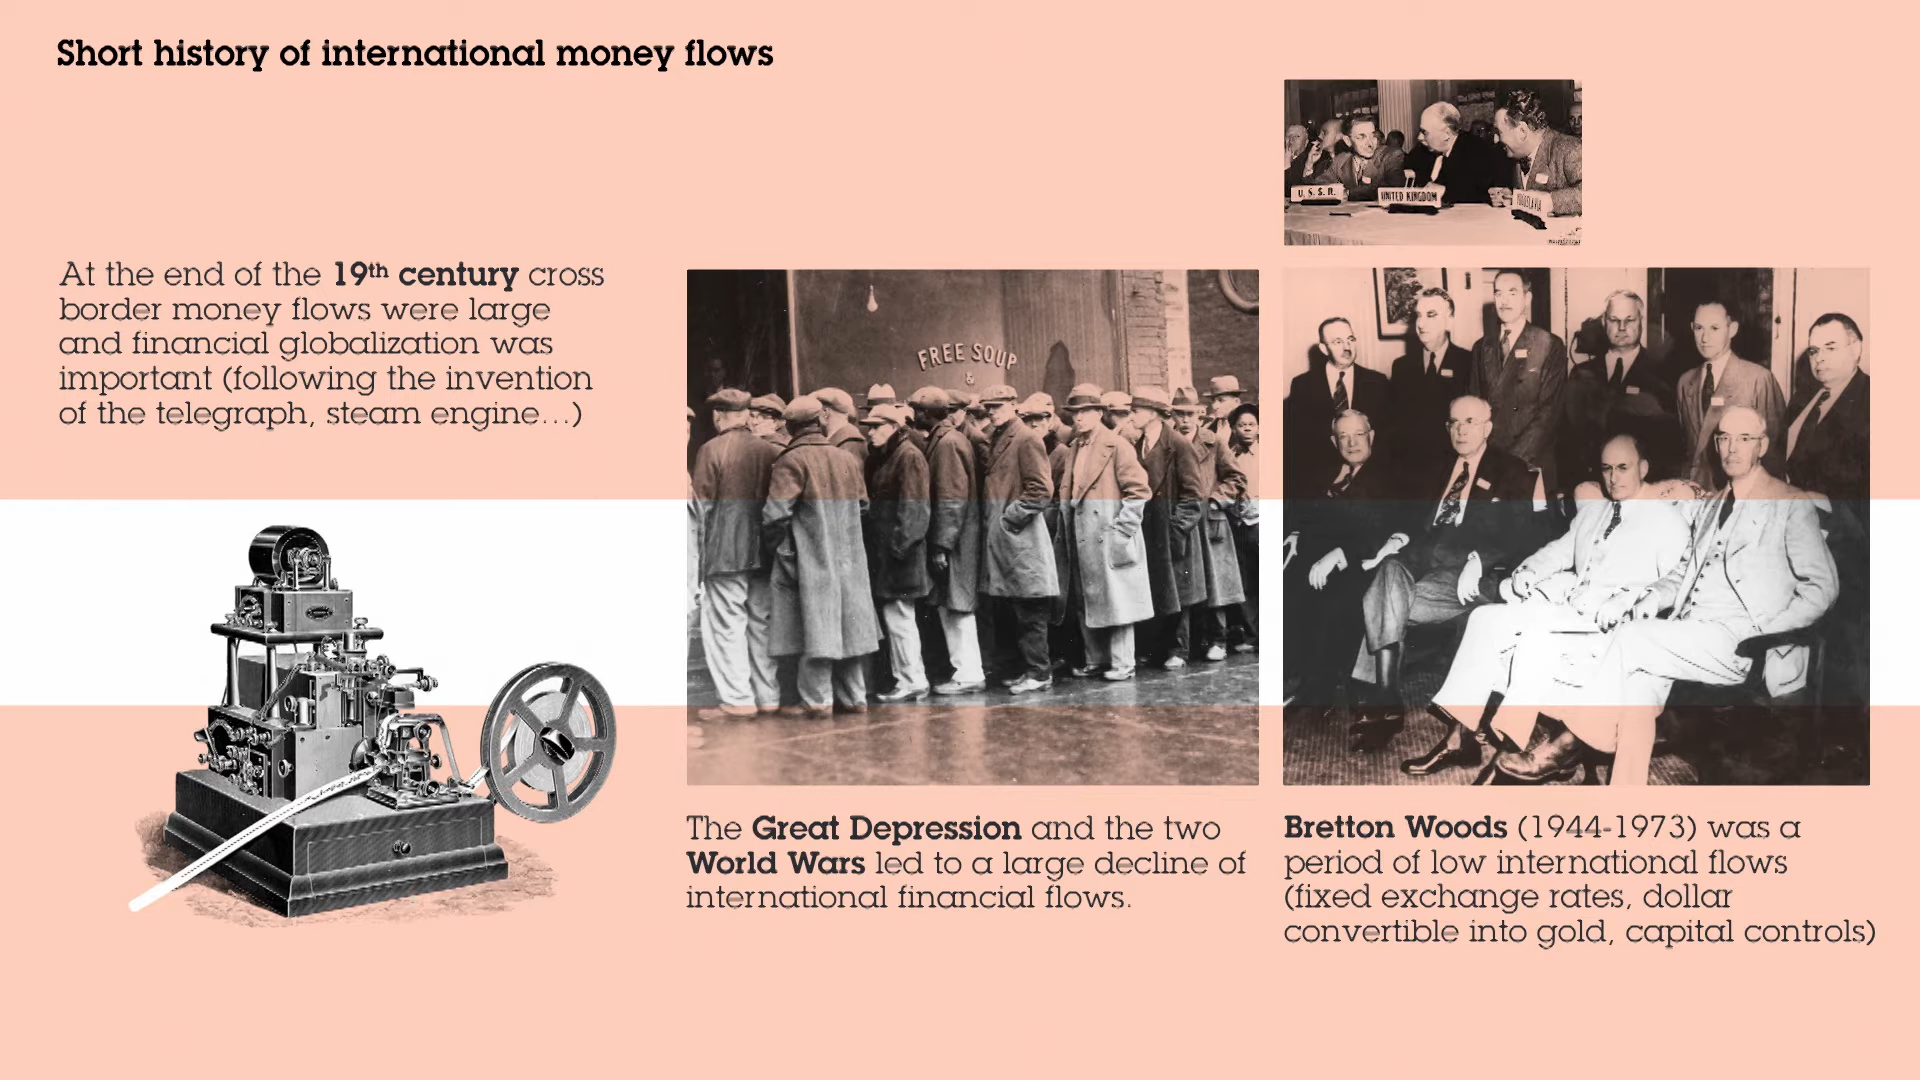 Short history of international money flows
U. S. S. R.
UNITED KINGDOM
YUGOSLAVIA
At the end of the 19th century cross
border money flows were large
and financial globalization was
important (following the invention
of the telegraph, steam engine...)
FREE SOUP
&
The Great Depression and the two
World Wars led to a large decline of
international financial flows.
Bretton Woods (1944-1973) was a
period of low international flows
(fixed exchange rates, dollar
convertible into gold, capital controls)